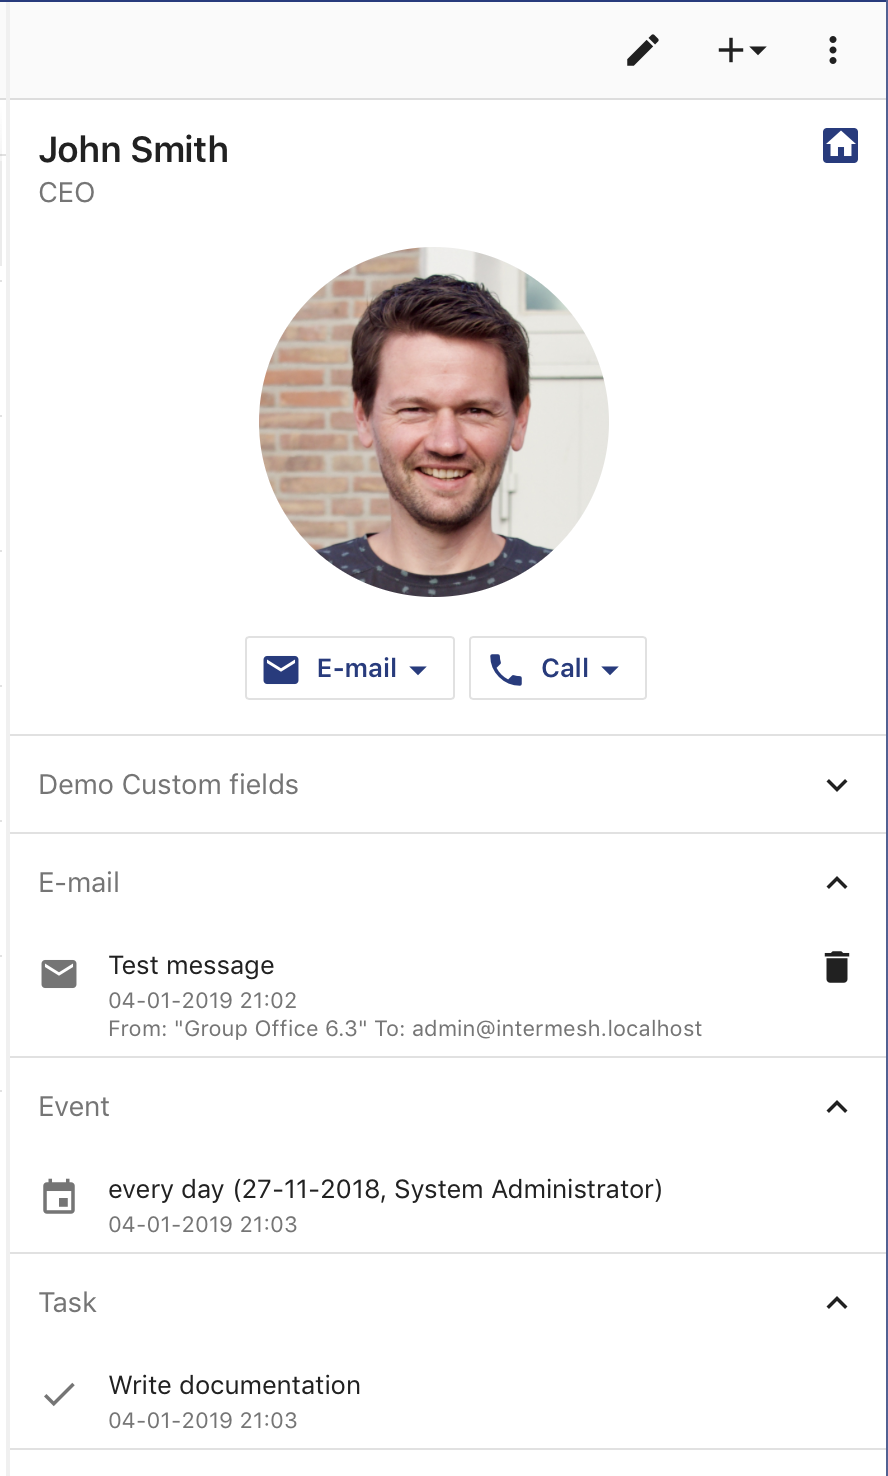 John Smith
CEO
E-mail
Call
Demo Custom fields
E-mail
Test message
04-01-2019 21:02
From: "Group Office 6.3" To: admin@intermesh.localhost
Event
every day (27-11-2018, System Administrator)
04-01-2019 21:03
Task
Write documentation
04-01-2019 21:03